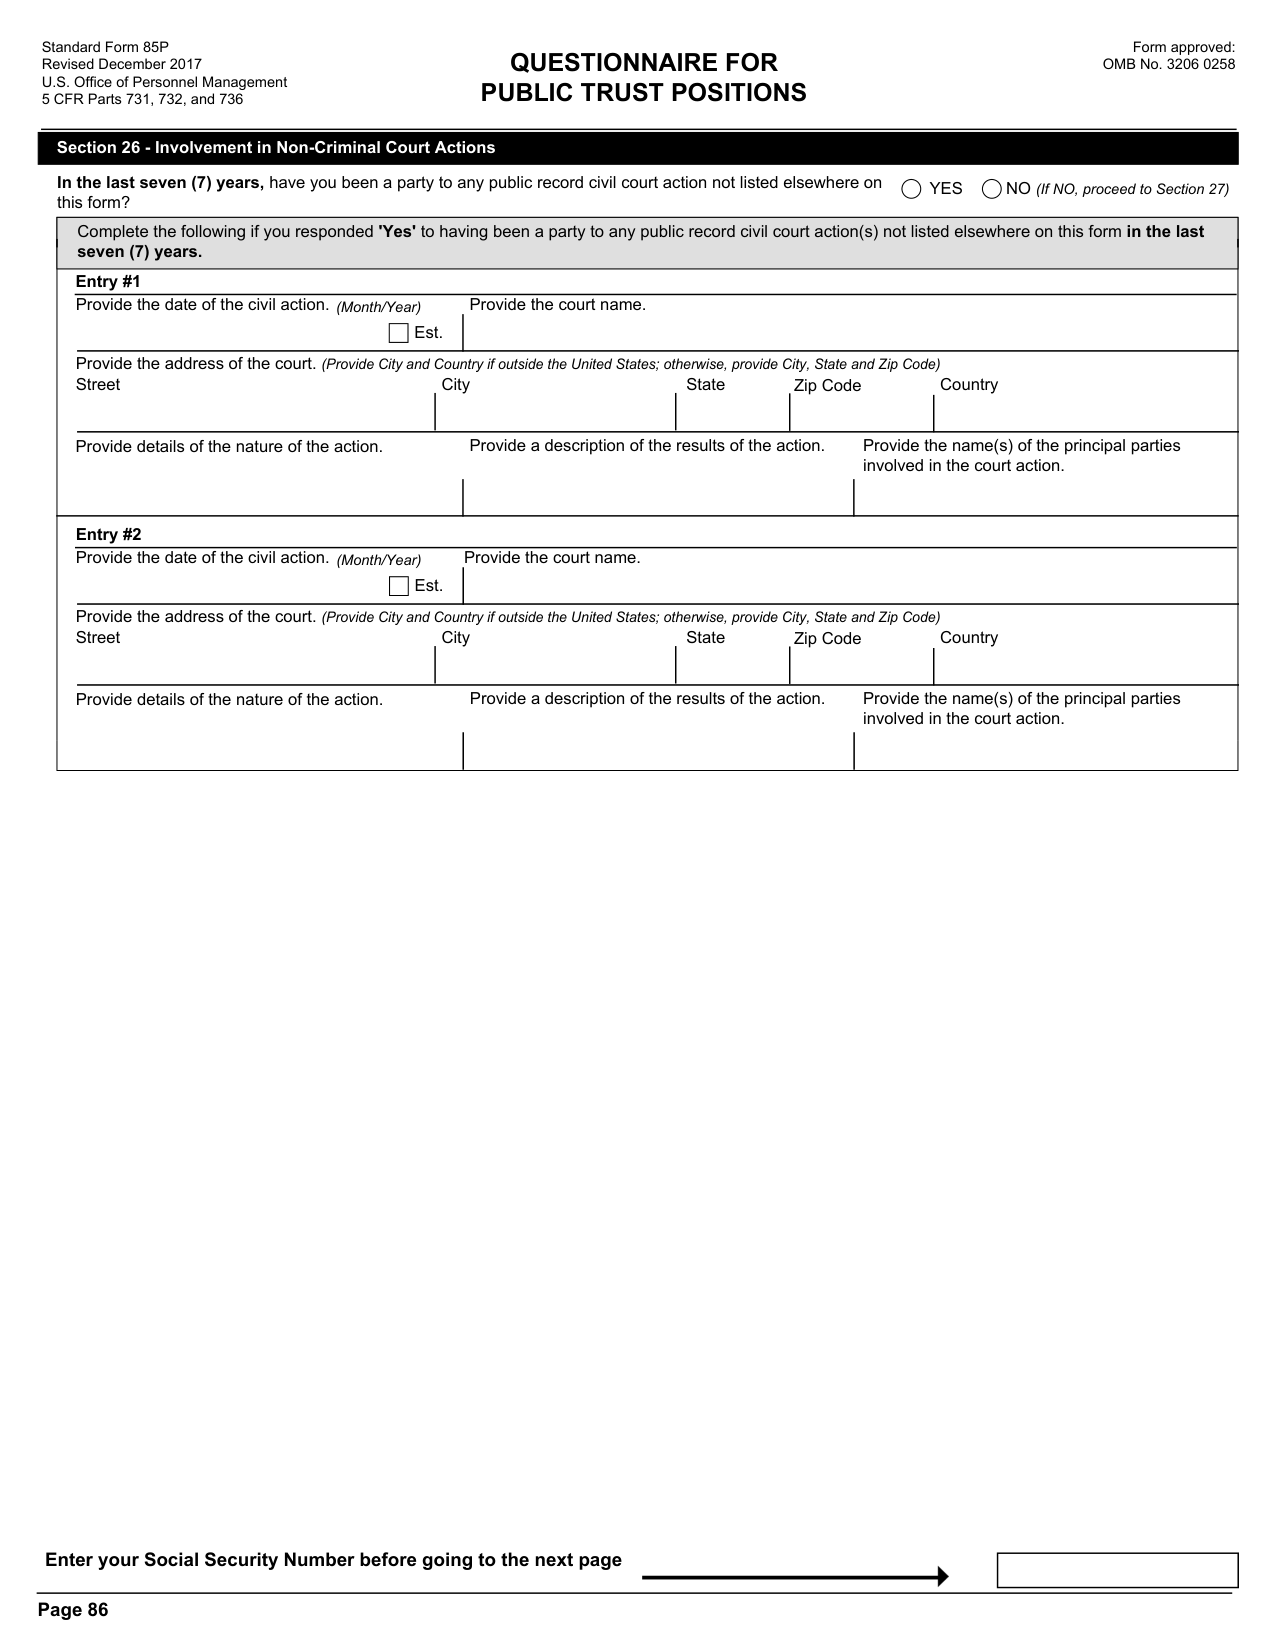 Standard Form 85P
Revised December 2017
U.S. Office of Personnel Management
5 CFR Parts 731, 732, and 736
QUESTIONNAIRE FOR
PUBLIC TRUST POSITIONS
Form approved:
OMB No. 3206 0258
Section 26 - Involvement in Non-Criminal Court Actions
In the last seven (7) years, have you been a party to any public record civil court action not listed elsewhere on
this form?
YES
NO (If NO, proceed to Section 27)
Complete the following if you responded 'Yes' to having been a party to any public record civil court action(s) not listed elsewhere on this form in the last
seven (7) years.
Entry #1
Provide the date of the civil action. (Month/Year)
Est.
Provide the court name.
Provide the address of the court. (Provide City and Country if outside the United States; otherwise, provide City, State and Zip Code)
Street City State Zip Code Country
Provide details of the nature of the action.
Provide a description of the results of the action.
Provide the name(s) of the principal parties
involved in the court action.
Entry #2
Provide the date of the civil action. (Month/Year)
Est.
Provide the court name.
Provide the address of the court. (Provide City and Country if outside the United States; otherwise, provide City, State and Zip Code)
Street City State Zip Code Country
Provide details of the nature of the action.
Provide a description of the results of the action.
Provide the name(s) of the principal parties
involved in the court action.
Enter your Social Security Number before going to the next page
Page 86